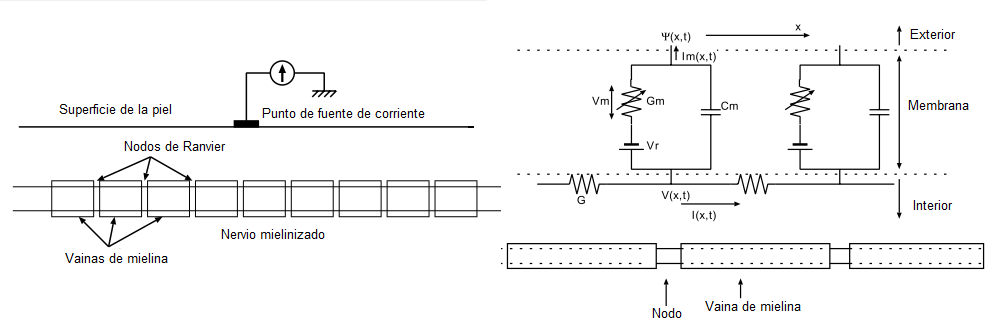 Superficie de la piel
Punto de fuente de corriente
Nodos de Ranvier
Nervio mielinizado
Vainas de mielina
Ψ(x,t)
x
Exterior
Im(x,t)
Vm
Gm
Cm
Membrana
Vr
G
V(x,t)
I(x,t)
Interior
Nodo
Vaina de mielina